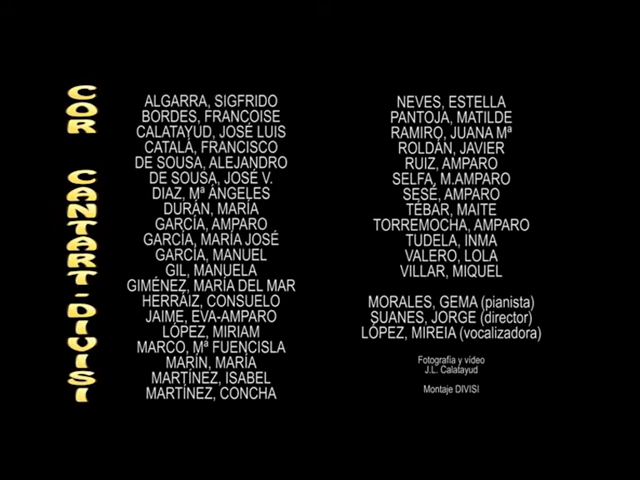 COR CANTART-DIVISI
ALGARRA, SIGFRIDO
BORDES, FRANÇOISE
CALATAYUD, JOSÉ LUIS
CATALÁ, FRANCISCO
DE SOUSA, ALEJANDRO
DE SOUSA, JOSÉ V.
DIAZ, Mª ÁNGELES
DURÁN, MARÍA
GARCÍA, AMPARO
GARCÍA, MARÍA JOSÉ
GARCÍA, MANUEL
GIL, MANUELA
GIMÉNEZ, MARÍA DEL MAR
HERRÁIZ, CONSUELO
JAIME, EVA-AMPARO
LÓPEZ, MIRIAM
MARCO, Mª FUENCISLA
MARÍN, MARÍA
MARTÍNEZ, ISABEL
MARTÍNEZ, CONCHA
NEVES, ESTELLA
PANTOJA, MATILDE
RAMIRO, JUANA Mª
ROLDÁN, JAVIER
RUIZ, AMPARO
SELFA, M.AMPARO
SESÉ, AMPARO
TÉBAR, MAITE
TORREMOCHA, AMPARO
TUDELA, INMA
VALERO, LOLA
VILLAR, MIQUEL
MORALES, GEMA (pianista)
SUANES, JORGE (director)
LÓPEZ, MIREIA (vocalizadora)
Fotografía y vídeo
J.L. Calatayud
Montaje DIVISI